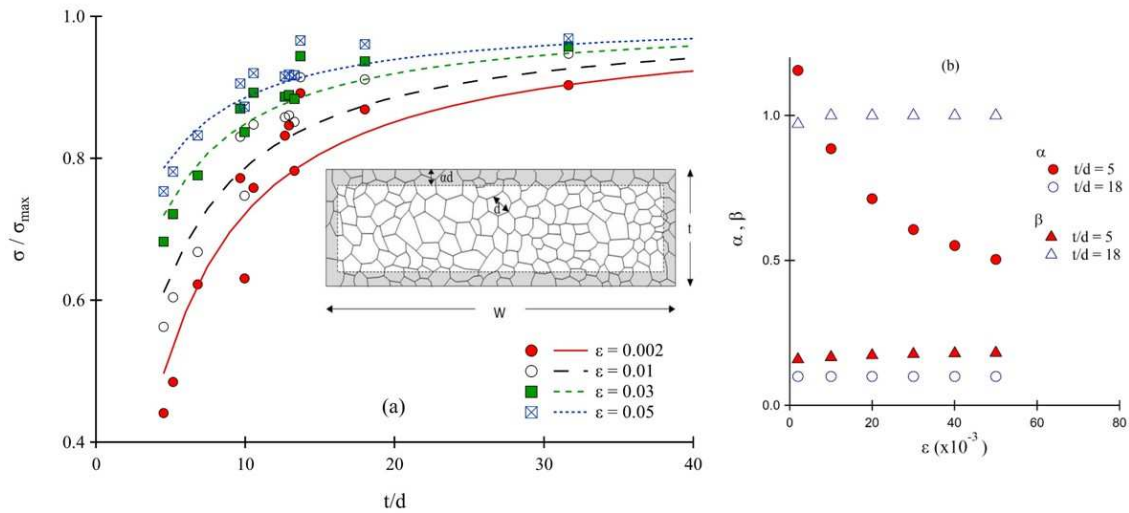 1.0
0.8
0.6
0.4
σ / σmax
0
10
20
30
40
t/d
αd
d
t
W
ε = 0.002
ε = 0.01
ε = 0.03
ε = 0.05
(a)
(b)
1.0
0.5
0.0
α , β
0
20
40
60
80
ε (x10-3)
α
t/d = 5
t/d = 18
β
t/d = 5
t/d = 18